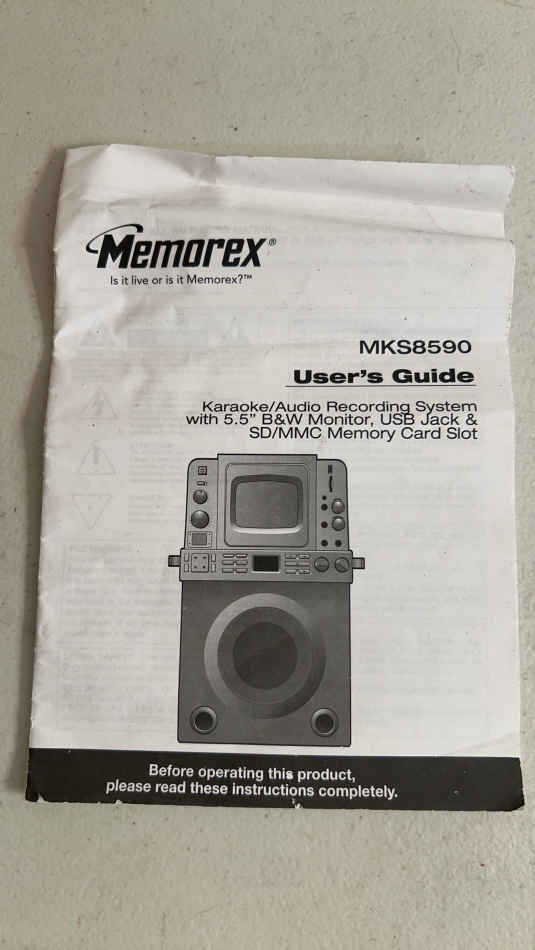 Memorex®
Is it live or is it Memorex?™
MKS8590
User's Guide
Karaoke/Audio Recording System
with 5.5" B&W Monitor, USB Jack &
SD/MMC Memory Card Slot
Before operating this product,
please read these instructions completely.